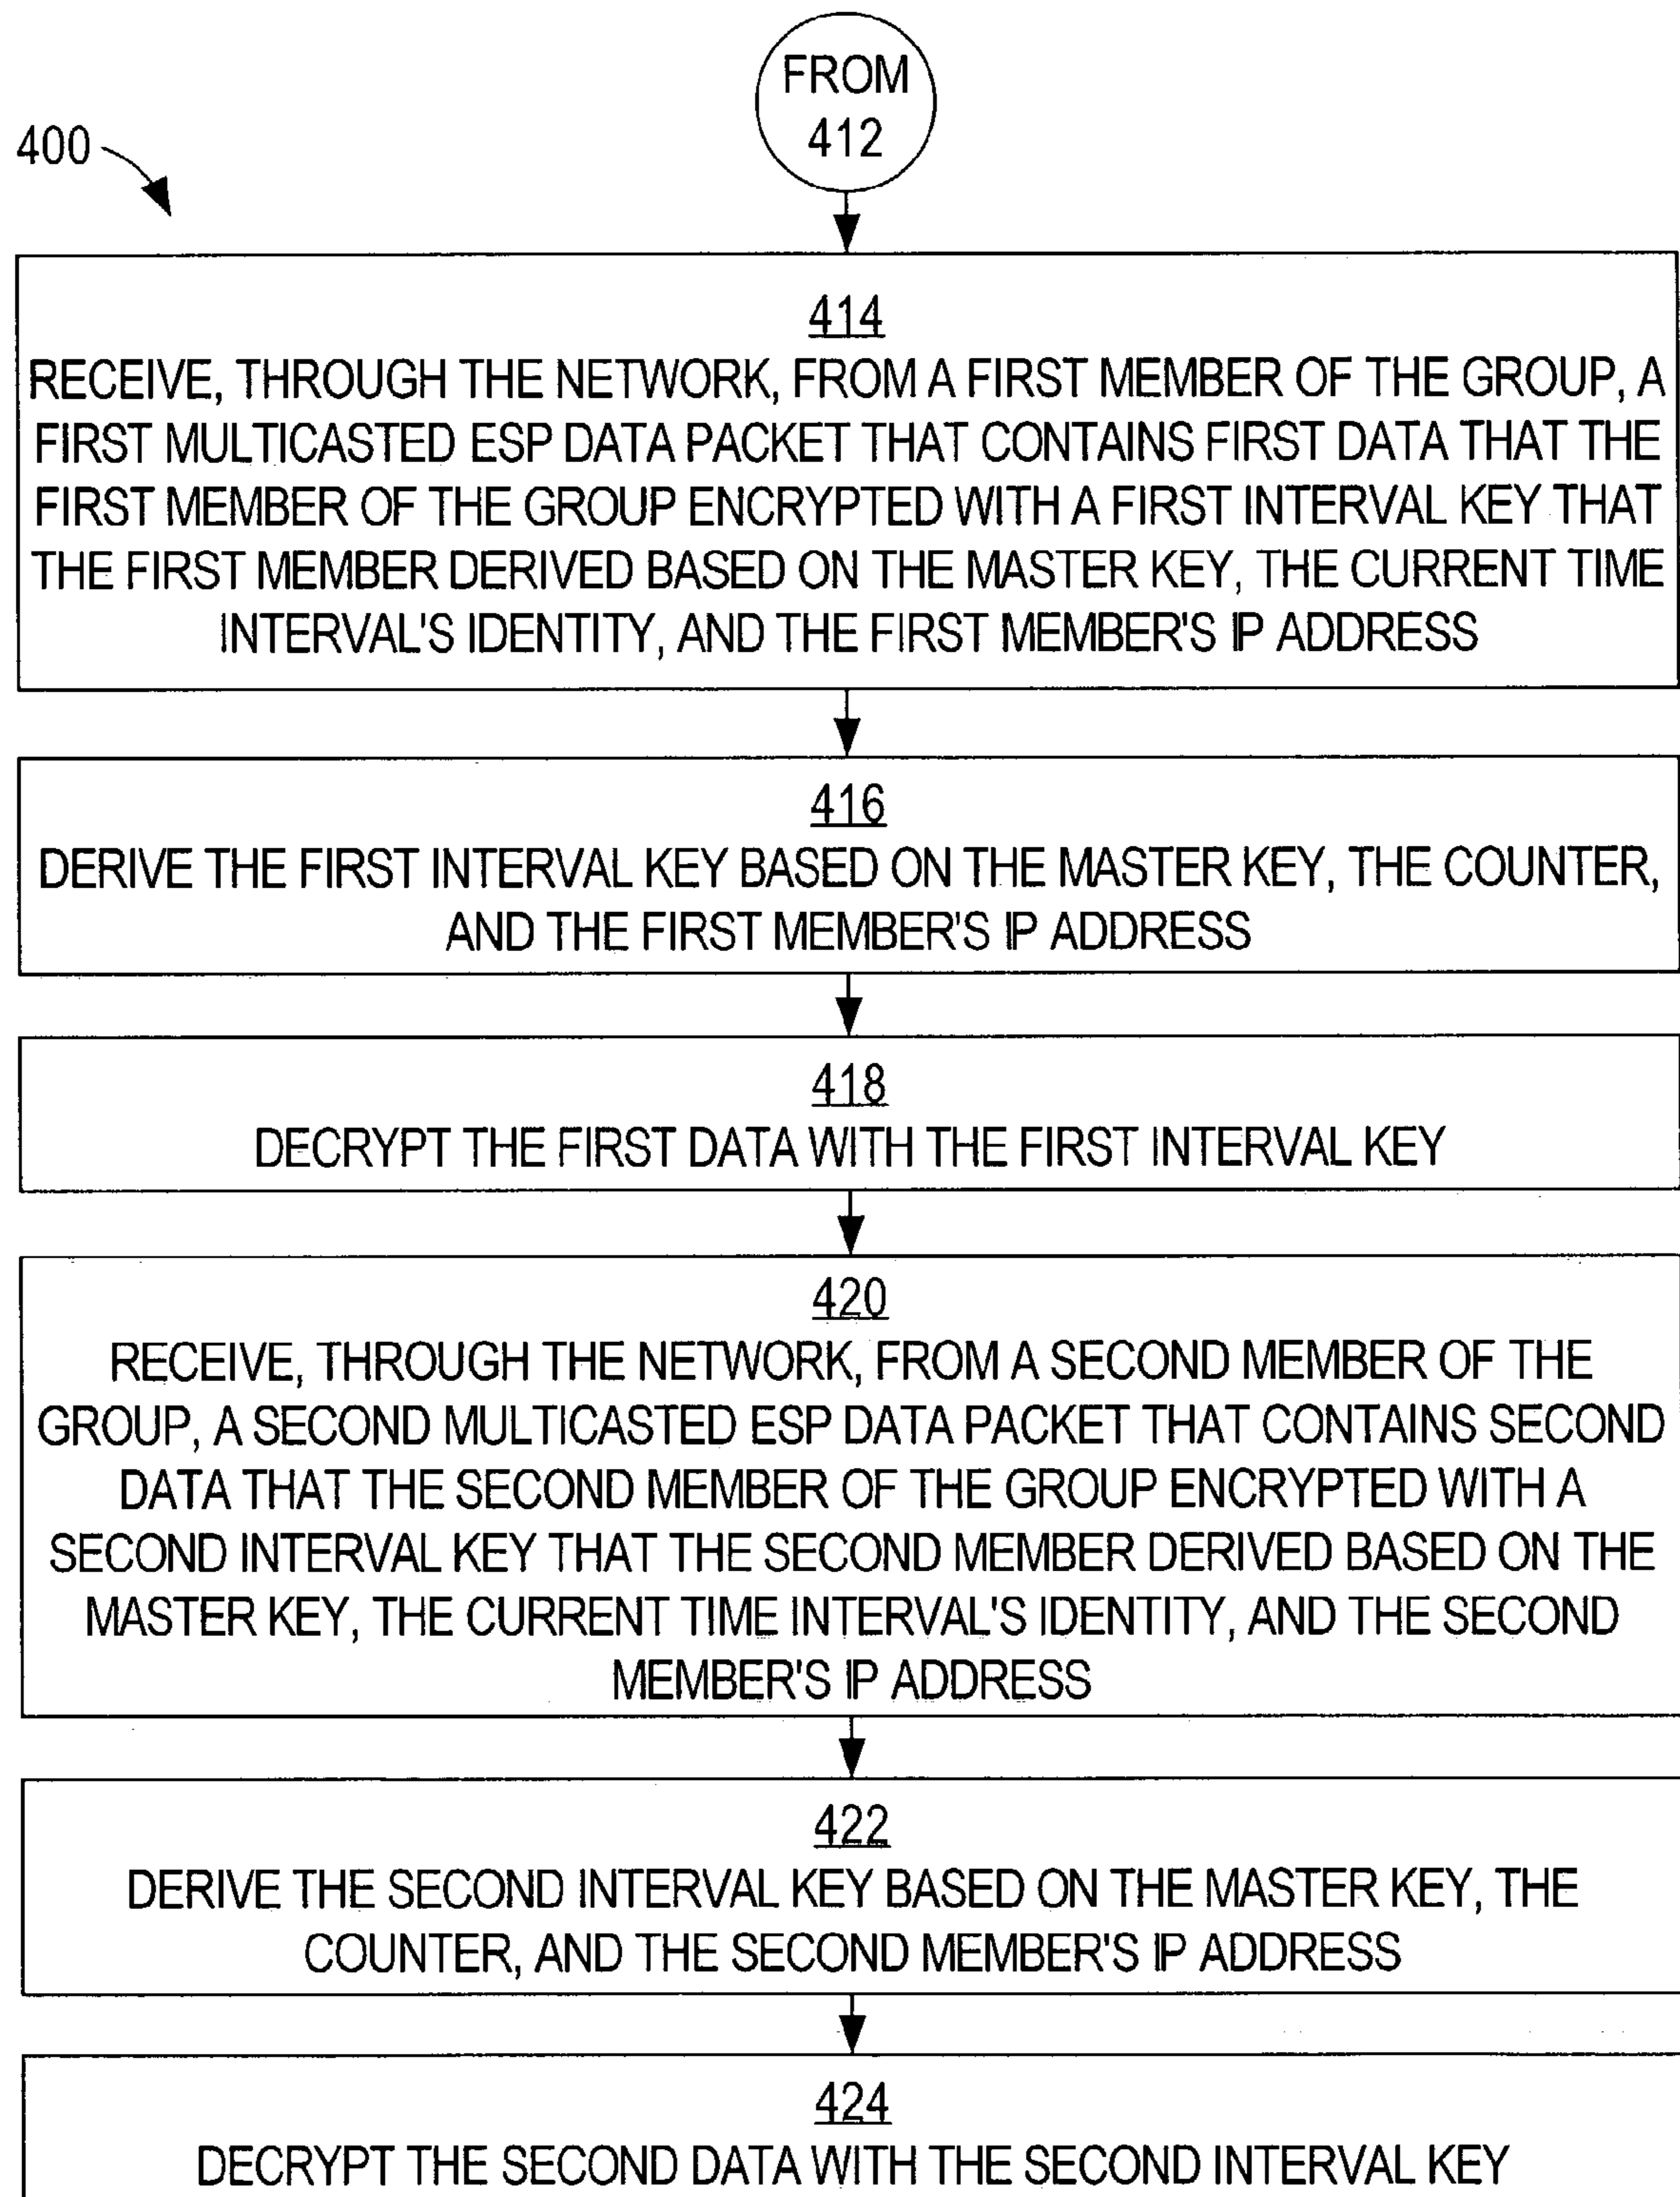 FROM
412
400
414
RECEIVE, THROUGH THE NETWORK, FROM A FIRST MEMBER OF THE GROUP, A
FIRST MULTICASTED ESP DATA PACKET THAT CONTAINS FIRST DATA THAT THE
FIRST MEMBER OF THE GROUP ENCRYPTED WITH A FIRST INTERVAL KEY THAT
THE FIRST MEMBER DERIVED BASED ON THE MASTER KEY, THE CURRENT TIME
INTERVAL'S IDENTITY, AND THE FIRST MEMBER'S IP ADDRESS
416
DERIVE THE FIRST INTERVAL KEY BASED ON THE MASTER KEY, THE COUNTER,
AND THE FIRST MEMBER'S IP ADDRESS
418
DECRYPT THE FIRST DATA WITH THE FIRST INTERVAL KEY
420
RECEIVE, THROUGH THE NETWORK, FROM A SECOND MEMBER OF THE
GROUP, A SECOND MULTICASTED ESP DATA PACKET THAT CONTAINS SECOND
DATA THAT THE SECOND MEMBER OF THE GROUP ENCRYPTED WITH A
SECOND INTERVAL KEY THAT THE SECOND MEMBER DERIVED BASED ON THE
MASTER KEY, THE CURRENT TIME INTERVAL'S IDENTITY, AND THE SECOND
MEMBER'S IP ADDRESS
422
DERIVE THE SECOND INTERVAL KEY BASED ON THE MASTER KEY, THE
COUNTER, AND THE SECOND MEMBER'S IP ADDRESS
424
DECRYPT THE SECOND DATA WITH THE SECOND INTERVAL KEY